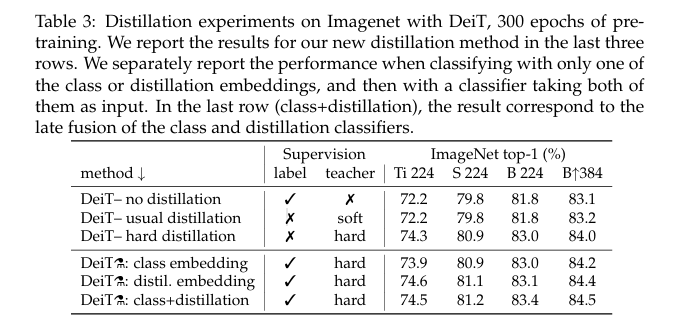 Table 3: Distillation experiments on Imagenet with DeiT, 300 epochs of pre-
training. We report the results for our new distillation method in the last three
rows. We separately report the performance when classifying with only one of
the class or distillation embeddings, and then with a classifier taking both of
them as input. In the last row (class+distillation), the result correspond to the
late fusion of the class and distillation classifiers.
Supervision ImageNet top-1 (%)
method ↓ label teacher Ti 224 S 224 B 224 B↑384
DeiT– no distillation ✓ ✗ 72.2 79.8 81.8 83.1
DeiT– usual distillation ✗ soft 72.2 79.8 81.8 83.2
DeiT– hard distillation ✗ hard 74.3 80.9 83.0 84.0
DeiT⚗: class embedding ✓ hard 73.9 80.9 83.0 84.2
DeiT⚗: distil. embedding ✓ hard 74.6 81.1 83.1 84.4
DeiT⚗: class+distillation ✓ hard 74.5 81.2 83.4 84.5